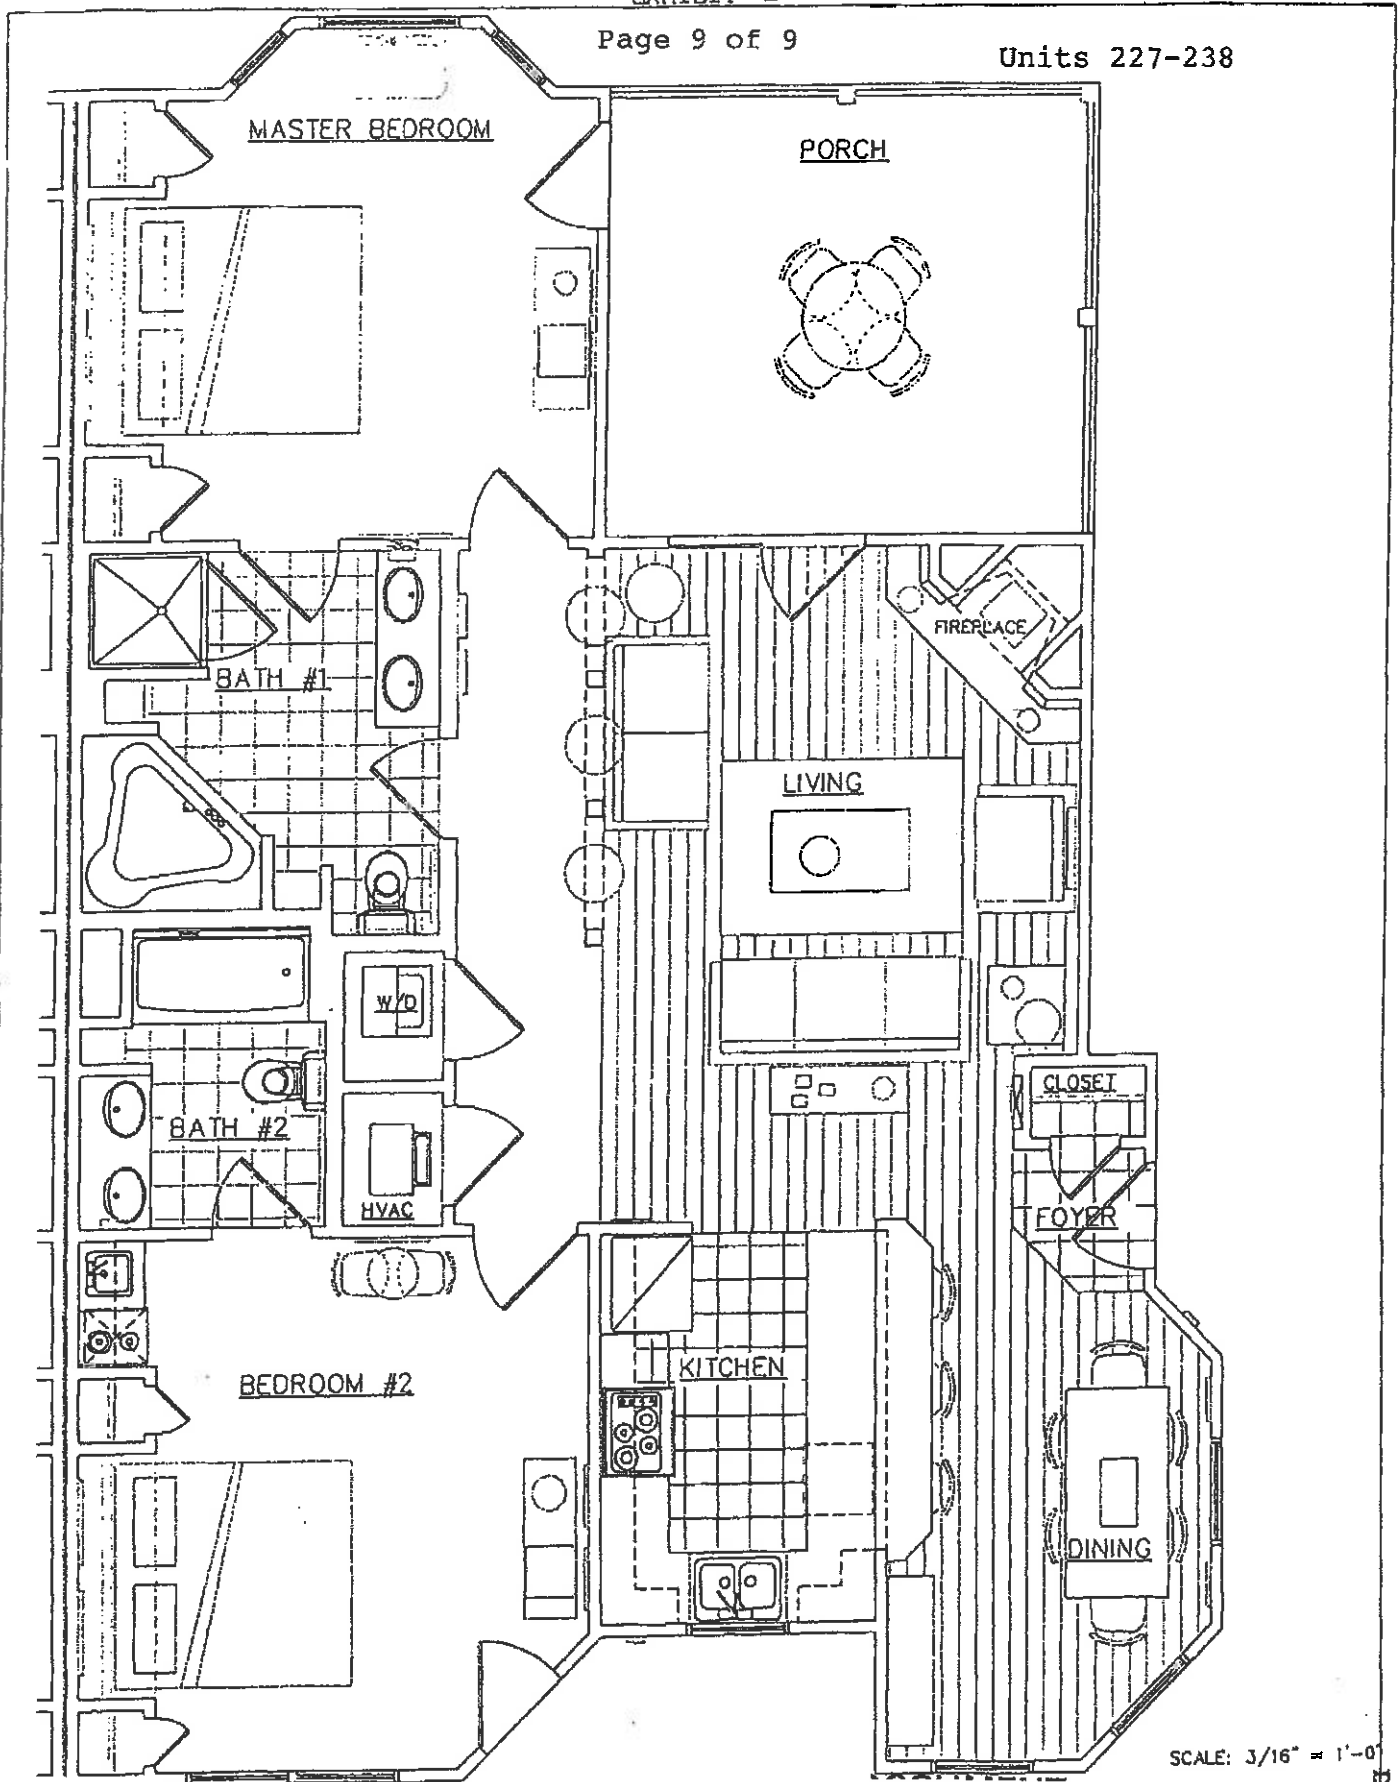 Page 9 of 9
Units 227-238
MASTER BEDROOM
PORCH
FIREPLACE
BATH #1
LIVING
W/D
CLOSET
BATH #2
HVAC
FOYER
KITCHEN
BEDROOM #2
DINING
SCALE: 3/16" = 1'-0"